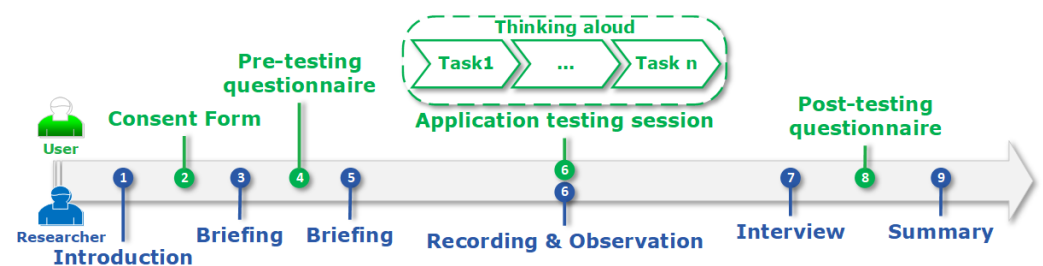 Thinking aloud
Task1
...
Task n
Pre-testing
questionnaire
Consent Form
Application testing session
Post-testing
questionnaire
User
1
2
3
4
5
6
6
7
8
9
Researcher
Introduction
Briefing
Briefing
Recording & Observation
Interview
Summary